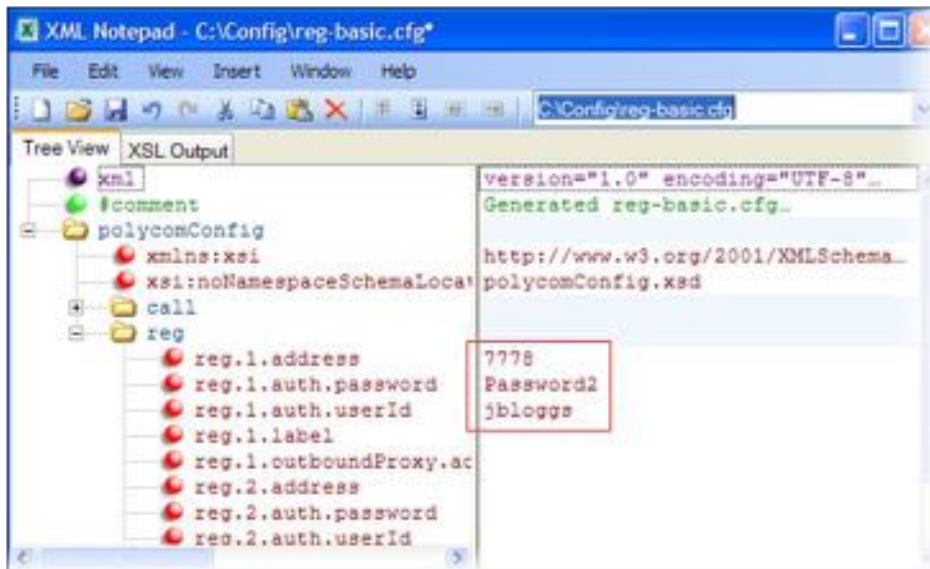 XML Notepad - C:\Config\reg-basic.cfg*
File Edit View Insert Window Help
C:\Config\reg-basic.cfg
Tree View XSL Output
xml version="1.0" encoding="UTF-8"…
#comment Generated reg-basic.cfg…
polycomConfig
xmlns:xsi http://www.w3.org/2001/XMLSchema…
xsi:noNamespaceSchemaLocat polycomConfig.xsd
call
reg
reg.1.address 7778
reg.1.auth.password Password2
reg.1.auth.userId jbloggs
reg.1.label
reg.1.outboundProxy.ac
reg.2.address
reg.2.auth.password
reg.2.auth.userId